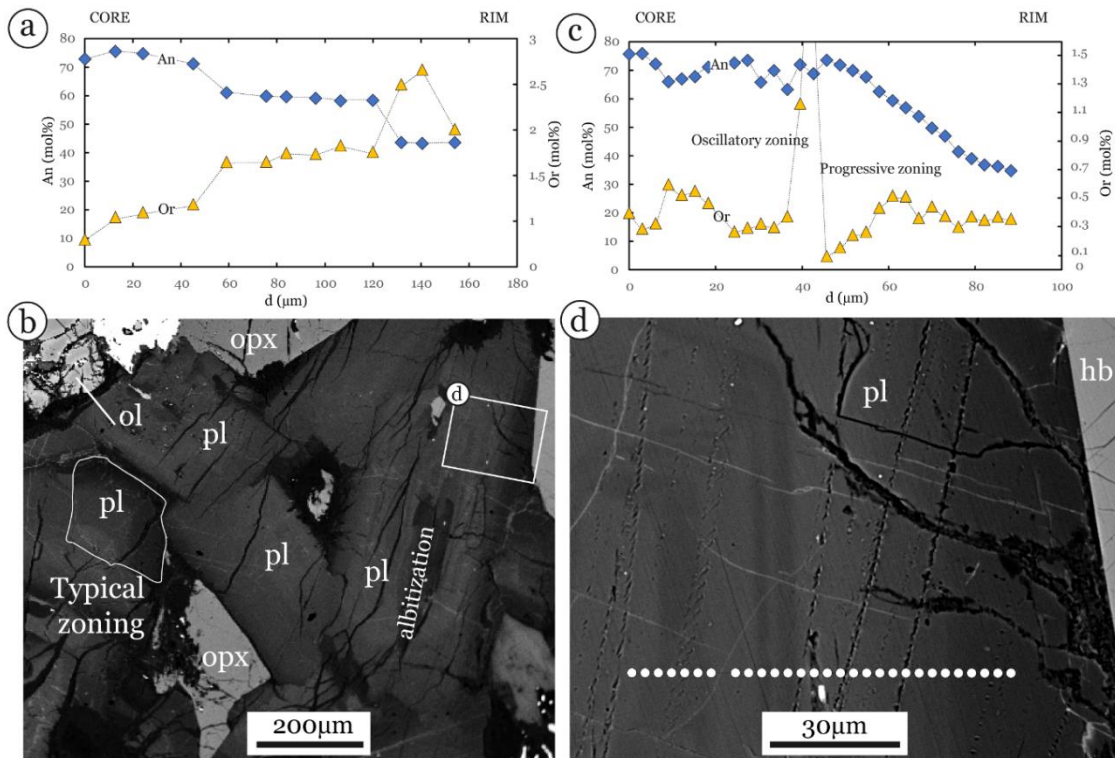 a
CORE
RIM
An (mol%)
80
70
60
50
40
30
20
10
0
An
Or
3
2.5
2
1.5
1
0.5
0
Or (mol%)
0 20 40 60 80 100 120 140 160 180
d (µm)
c
CORE
RIM
An (mol%)
80
70
60
50
40
30
20
10
0
An
Oscillatory zoning
Progressive zoning
Or
1.5
1.3
1.1
0.9
0.7
0.5
0.3
0.1
0
Or (mol%)
0 20 40 60 80 100
d (µm)
b
opx
ol
pl
d
pl
pl
pl
Typical
zoning
albitization
opx
200µm
d
pl
hb
30µm